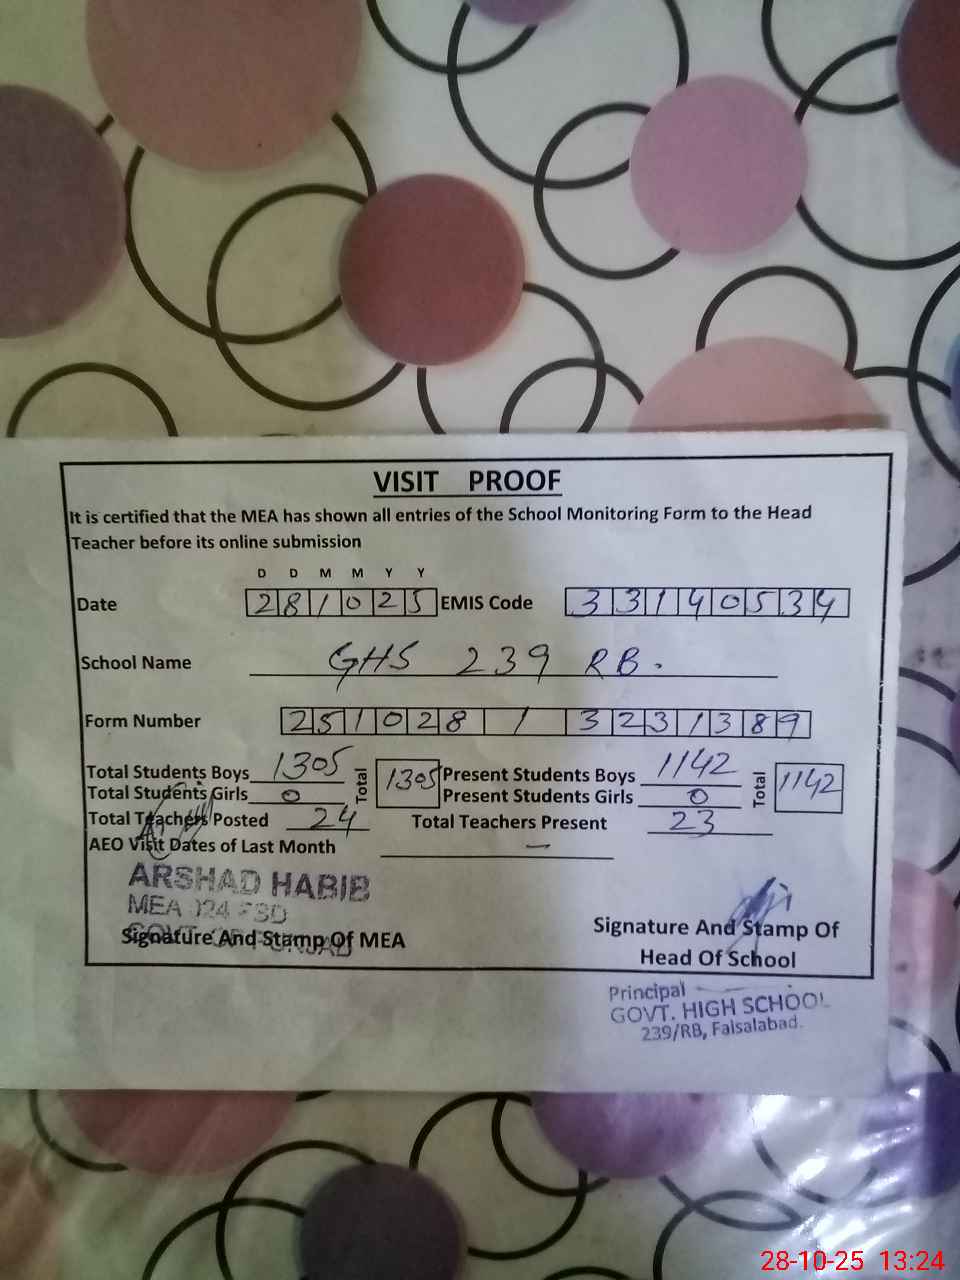 VISIT PROOF
It is certified that the MEA has shown all entries of the School Monitoring Form to the Head
Teacher before its online submission
D D M M Y Y
Date 281025 EMIS Code 33140534
School Name GHS 239 RB.
Form Number 251028 / 3231389
Total Students Boys 1305 Total 1305 Present Students Boys 1142 Total 1142
Total Students Girls 0 Present Students Girls 0
Total Teachers Posted 24 Total Teachers Present 23
AEO Visit Dates of Last Month —
ARSHAD HABIB
MEA 024 FSD
GOVT. OF PUNJAB
Signature And Stamp Of MEA
Signature And Stamp Of
Head Of School
Principal
GOVT. HIGH SCHOOL
239/RB, Faisalabad.
28-10-25 13:24